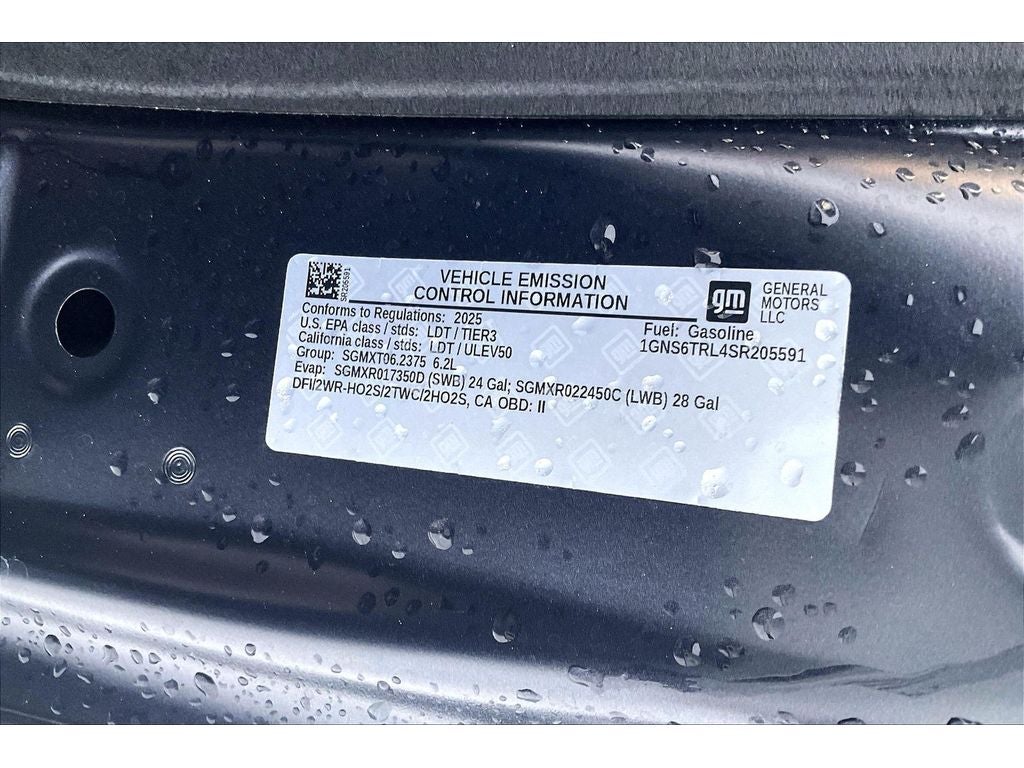 SR205591
VEHICLE EMISSION
CONTROL INFORMATION
gm
GENERAL
MOTORS
LLC
Conforms to Regulations: 2025
U.S. EPA class / stds: LDT / TIER3
California class / stds: LDT / ULEV50
Group: SGMXT06.2375 6.2L
Evap: SGMXR017350D (SWB) 24 Gal; SGMXR022450C (LWB) 28 Gal
DFI/2WR-HO2S/2TWC/2HO2S, CA OBD: II
Fuel: Gasoline
1GNS6TRL4SR205591